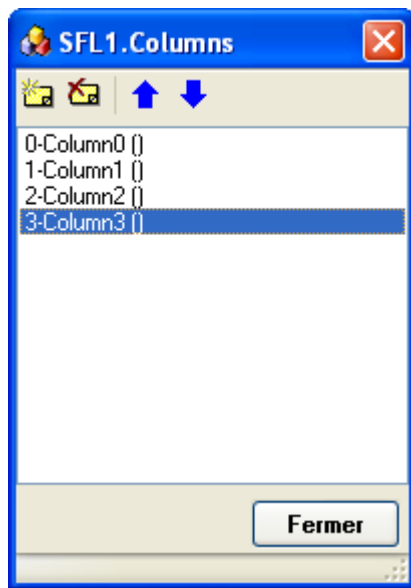 SFL1.Columns
0-Column0 ()
1-Column1 ()
2-Column2 ()
3-Column3 ()
Fermer